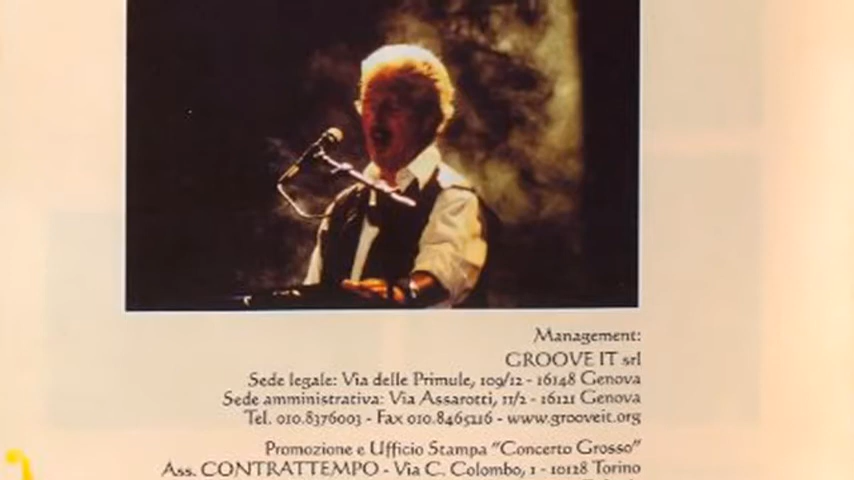 Management:
GROOVE IT srl
Sede legale: Via delle Primule, 109/12 - 16148 Genova
Sede amministrativa: Via Assarotti, 11/2 - 16121 Genova
Tel. 010.8376003 - Fax 010.8465216 - www.grooveit.org
Promozione e Ufficio Stampa "Concerto Grosso"
Ass. CONTRATTEMPO - Via C. Colombo, 1 - 10128 Torino